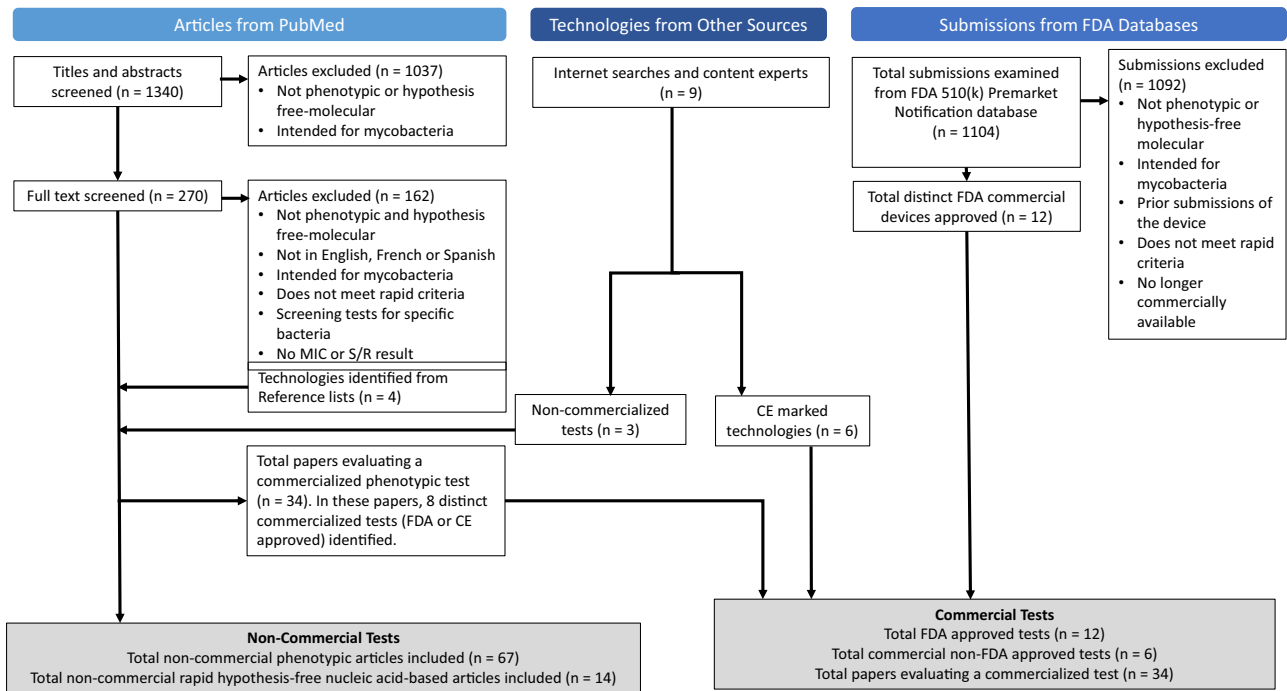 Articles from PubMed
Titles and abstracts
screened (n = 1340)
Articles excluded (n = 1037)
• Not phenotypic or hypothesis
free-molecular
• Intended for mycobacteria
Full text screened (n = 270)
Articles excluded (n = 162)
• Not phenotypic and hypothesis
free-molecular
• Not in English, French or Spanish
• Intended for mycobacteria
• Does not meet rapid criteria
• Screening tests for specific
bacteria
• No MIC or S/R result
Technologies identified from
Reference lists (n = 4)
Technologies from Other Sources
Internet searches and content experts
(n = 9)
Non-commercialized
tests (n = 3)
CE marked
technologies (n = 6)
Total papers evaluating a
commercialized phenotypic test
(n = 34). In these papers, 8 distinct
commercialized tests (FDA or CE
approved) identified.
Submissions from FDA Databases
Total submissions examined
from FDA 510(k) Premarket
Notification database
(n = 1104)
Submissions excluded
(n = 1092)
• Not phenotypic or
hypothesis-free
molecular
• Intended for
mycobacteria
• Prior submissions of
the device
• Does not meet rapid
criteria
• No longer
commercially
available
Total distinct FDA commercial
devices approved (n = 12)
Non-Commercial Tests
Total non-commercial phenotypic articles included (n = 67)
Total non-commercial rapid hypothesis-free nucleic acid-based articles included (n = 14)
Commercial Tests
Total FDA approved tests (n = 12)
Total commercial non-FDA approved tests (n = 6)
Total papers evaluating a commercialized test (n = 34)